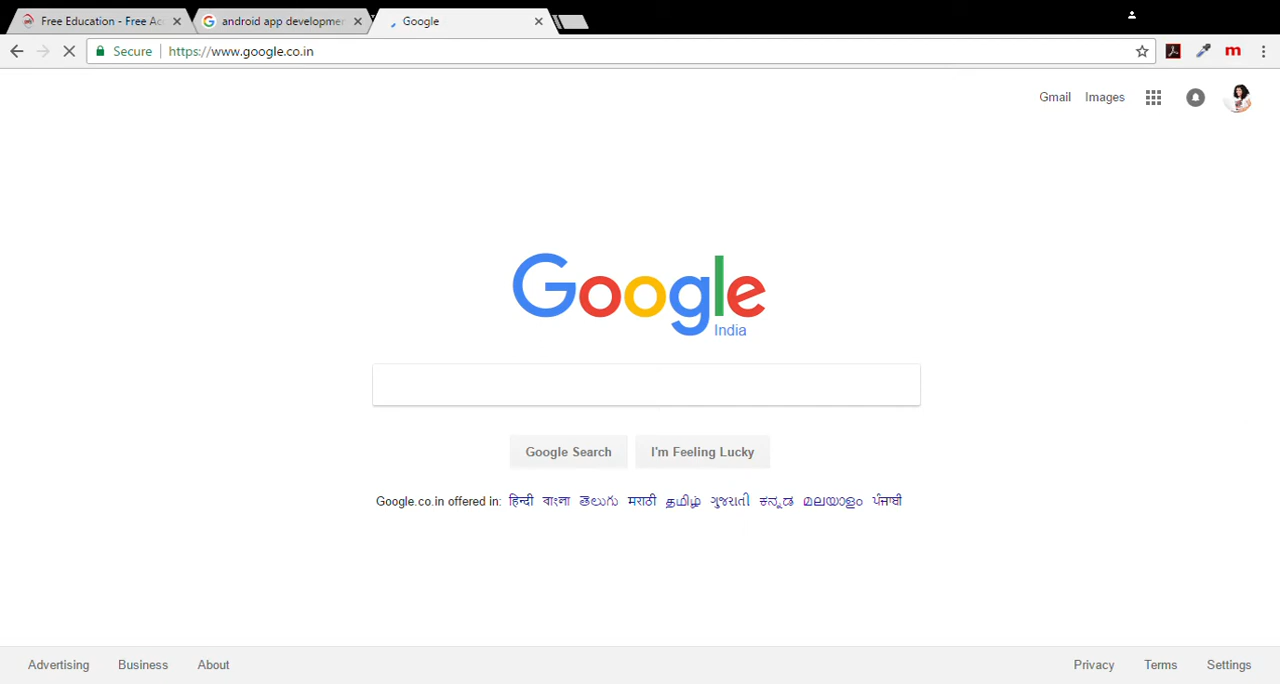 Free Education - Free Ac
android app developmen
Google
Secure https://www.google.co.in
m
Gmail Images
Google
India
Google Search I'm Feeling Lucky
Google.co.in offered in: हिन्दी বাংলা తెలుగు मराठी தமிழ் ગુજરાતી ಕನ್ನಡ മലയാളം ਪੰਜਾਬੀ
Advertising Business About Privacy Terms Settings